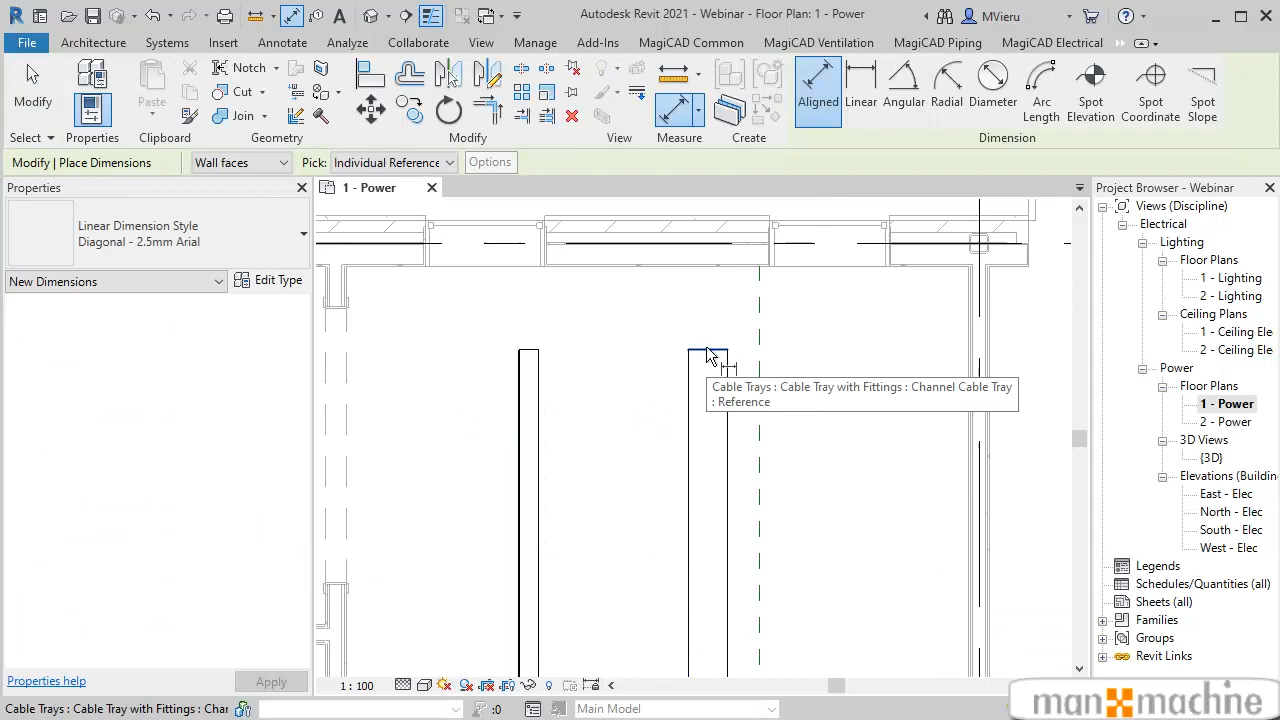 Autodesk Revit 2021 - Webinar - Floor Plan: 1 - Power
MVieru
File
Architecture
Systems
Insert
Annotate
Analyze
Collaborate
View
Manage
Add-Ins
MagiCAD Common
MagiCAD Ventilation
MagiCAD Piping
MagiCAD Electrical
Modify
Paste
Notch
Cut
Join
Aligned
Linear
Angular
Radial
Diameter
Arc
Length
Spot
Elevation
Spot
Coordinate
Spot
Slope
Select
Properties
Clipboard
Geometry
Modify
View
Measure
Create
Dimension
Modify | Place Dimensions
Wall faces
Pick:
Individual Reference
Options
Properties
1 - Power
Project Browser - Webinar
Linear Dimension Style
Diagonal - 2.5mm Arial
New Dimensions
Edit Type
Cable Trays : Cable Tray with Fittings : Channel Cable Tray
: Reference
Views (Discipline)
Electrical
Lighting
Floor Plans
1 - Lighting
2 - Lighting
Ceiling Plans
1 - Ceiling Ele
2 - Ceiling Ele
Power
Floor Plans
1 - Power
2 - Power
3D Views
{3D}
Elevations (Buildin
East - Elec
North - Elec
South - Elec
West - Elec
Legends
Schedules/Quantities (all)
Sheets (all)
Families
Groups
Revit Links
Properties help
Apply
1 : 100
Cable Trays : Cable Tray with Fittings : Char
:0
Main Model
man machine